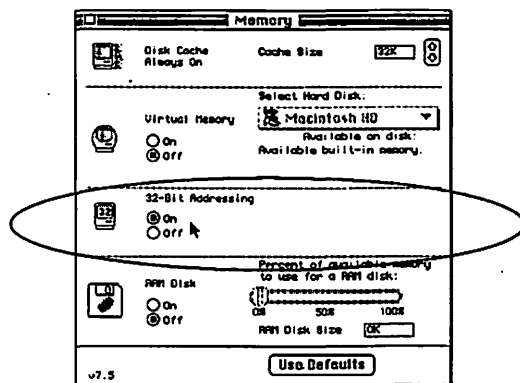 Memory
Disk Cache
Always On
Cache Size
32K
Select Hard Disk:
Virtual Memory
Macintosh HD
On
Off
Available on disk:
Available built-in memory:
32-Bit Addressing
32
On
Off
Percent of available memory
to use for a RAM disk:
RAM Disk
On
Off
0% 50% 100%
RAM Disk Size
0K
v7.5
Use Defaults